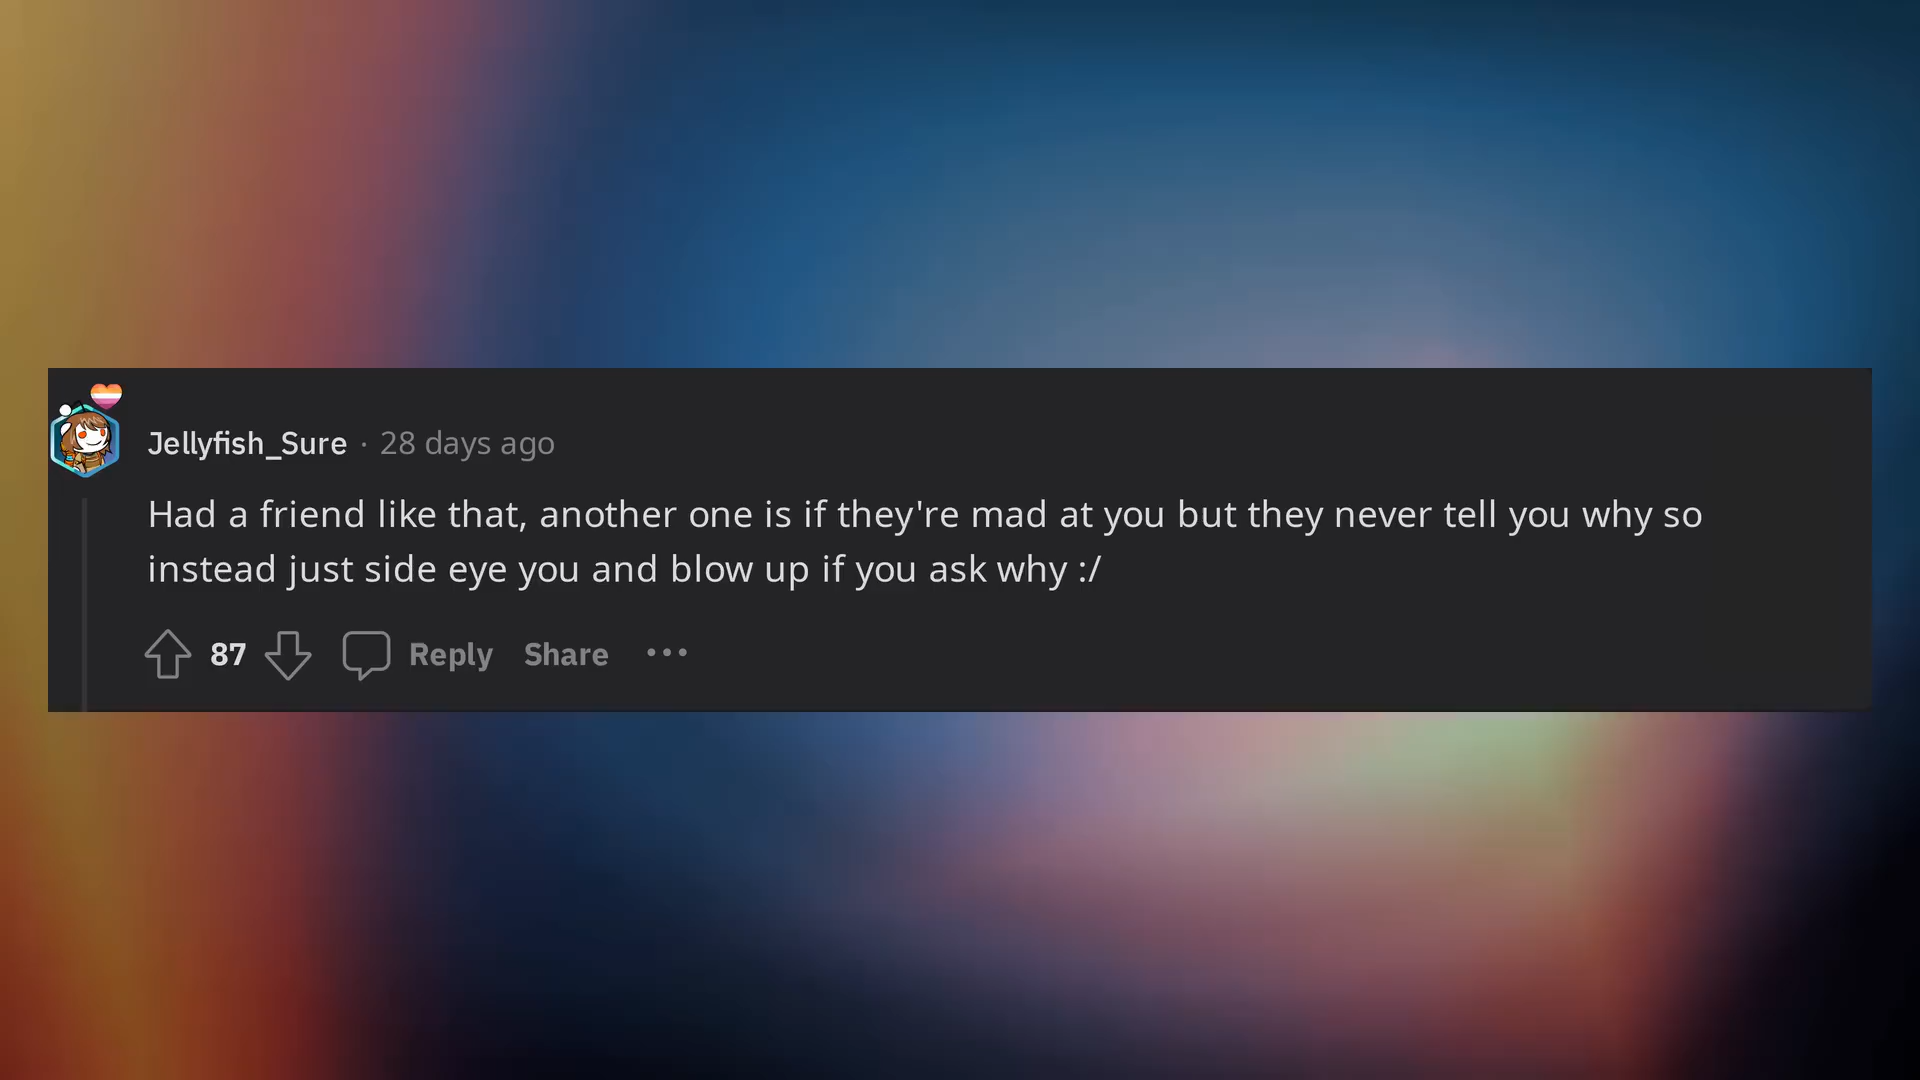 Jellyfish_Sure · 28 days ago
Had a friend like that, another one is if they're mad at you but they never tell you why so
instead just side eye you and blow up if you ask why :/
87 Reply Share ···